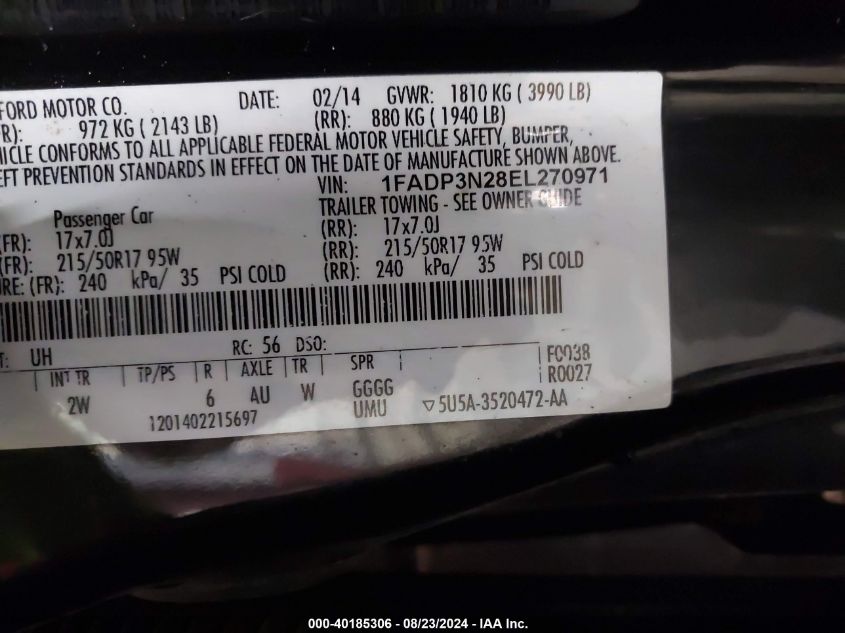 FORD MOTOR CO. DATE: 02/14 GVWR: 1810 KG ( 3990 LB)
R): 972 KG ( 2143 LB) (RR): 880 KG ( 1940 LB)
HICLE CONFORMS TO ALL APPLICABLE FEDERAL MOTOR VEHICLE SAFETY, BUMPER,
EFT PREVENTION STANDARDS IN EFFECT ON THE DATE OF MANUFACTURE SHOWN ABOVE.
VIN: 1FADP3N28EL270971
Passenger Car TRAILER TOWING - SEE OWNER GUIDE
(FR): 17x7.0J (RR): 17x7.0J
(FR): 215/50R17 95W (RR): 215/50R17 95W
URE: (FR): 240 kPa/ 35 PSI COLD (RR): 240 kPa/ 35 PSI COLD
T: UH RC: 56 DSO:
INT TR TP/PS R AXLE TR SPR F0038
2W 6 AU W GGGG R0027
1201402215697 UMU ▽5U5A-3520472-AA
000-40185306 - 08/23/2024 - IAA Inc.